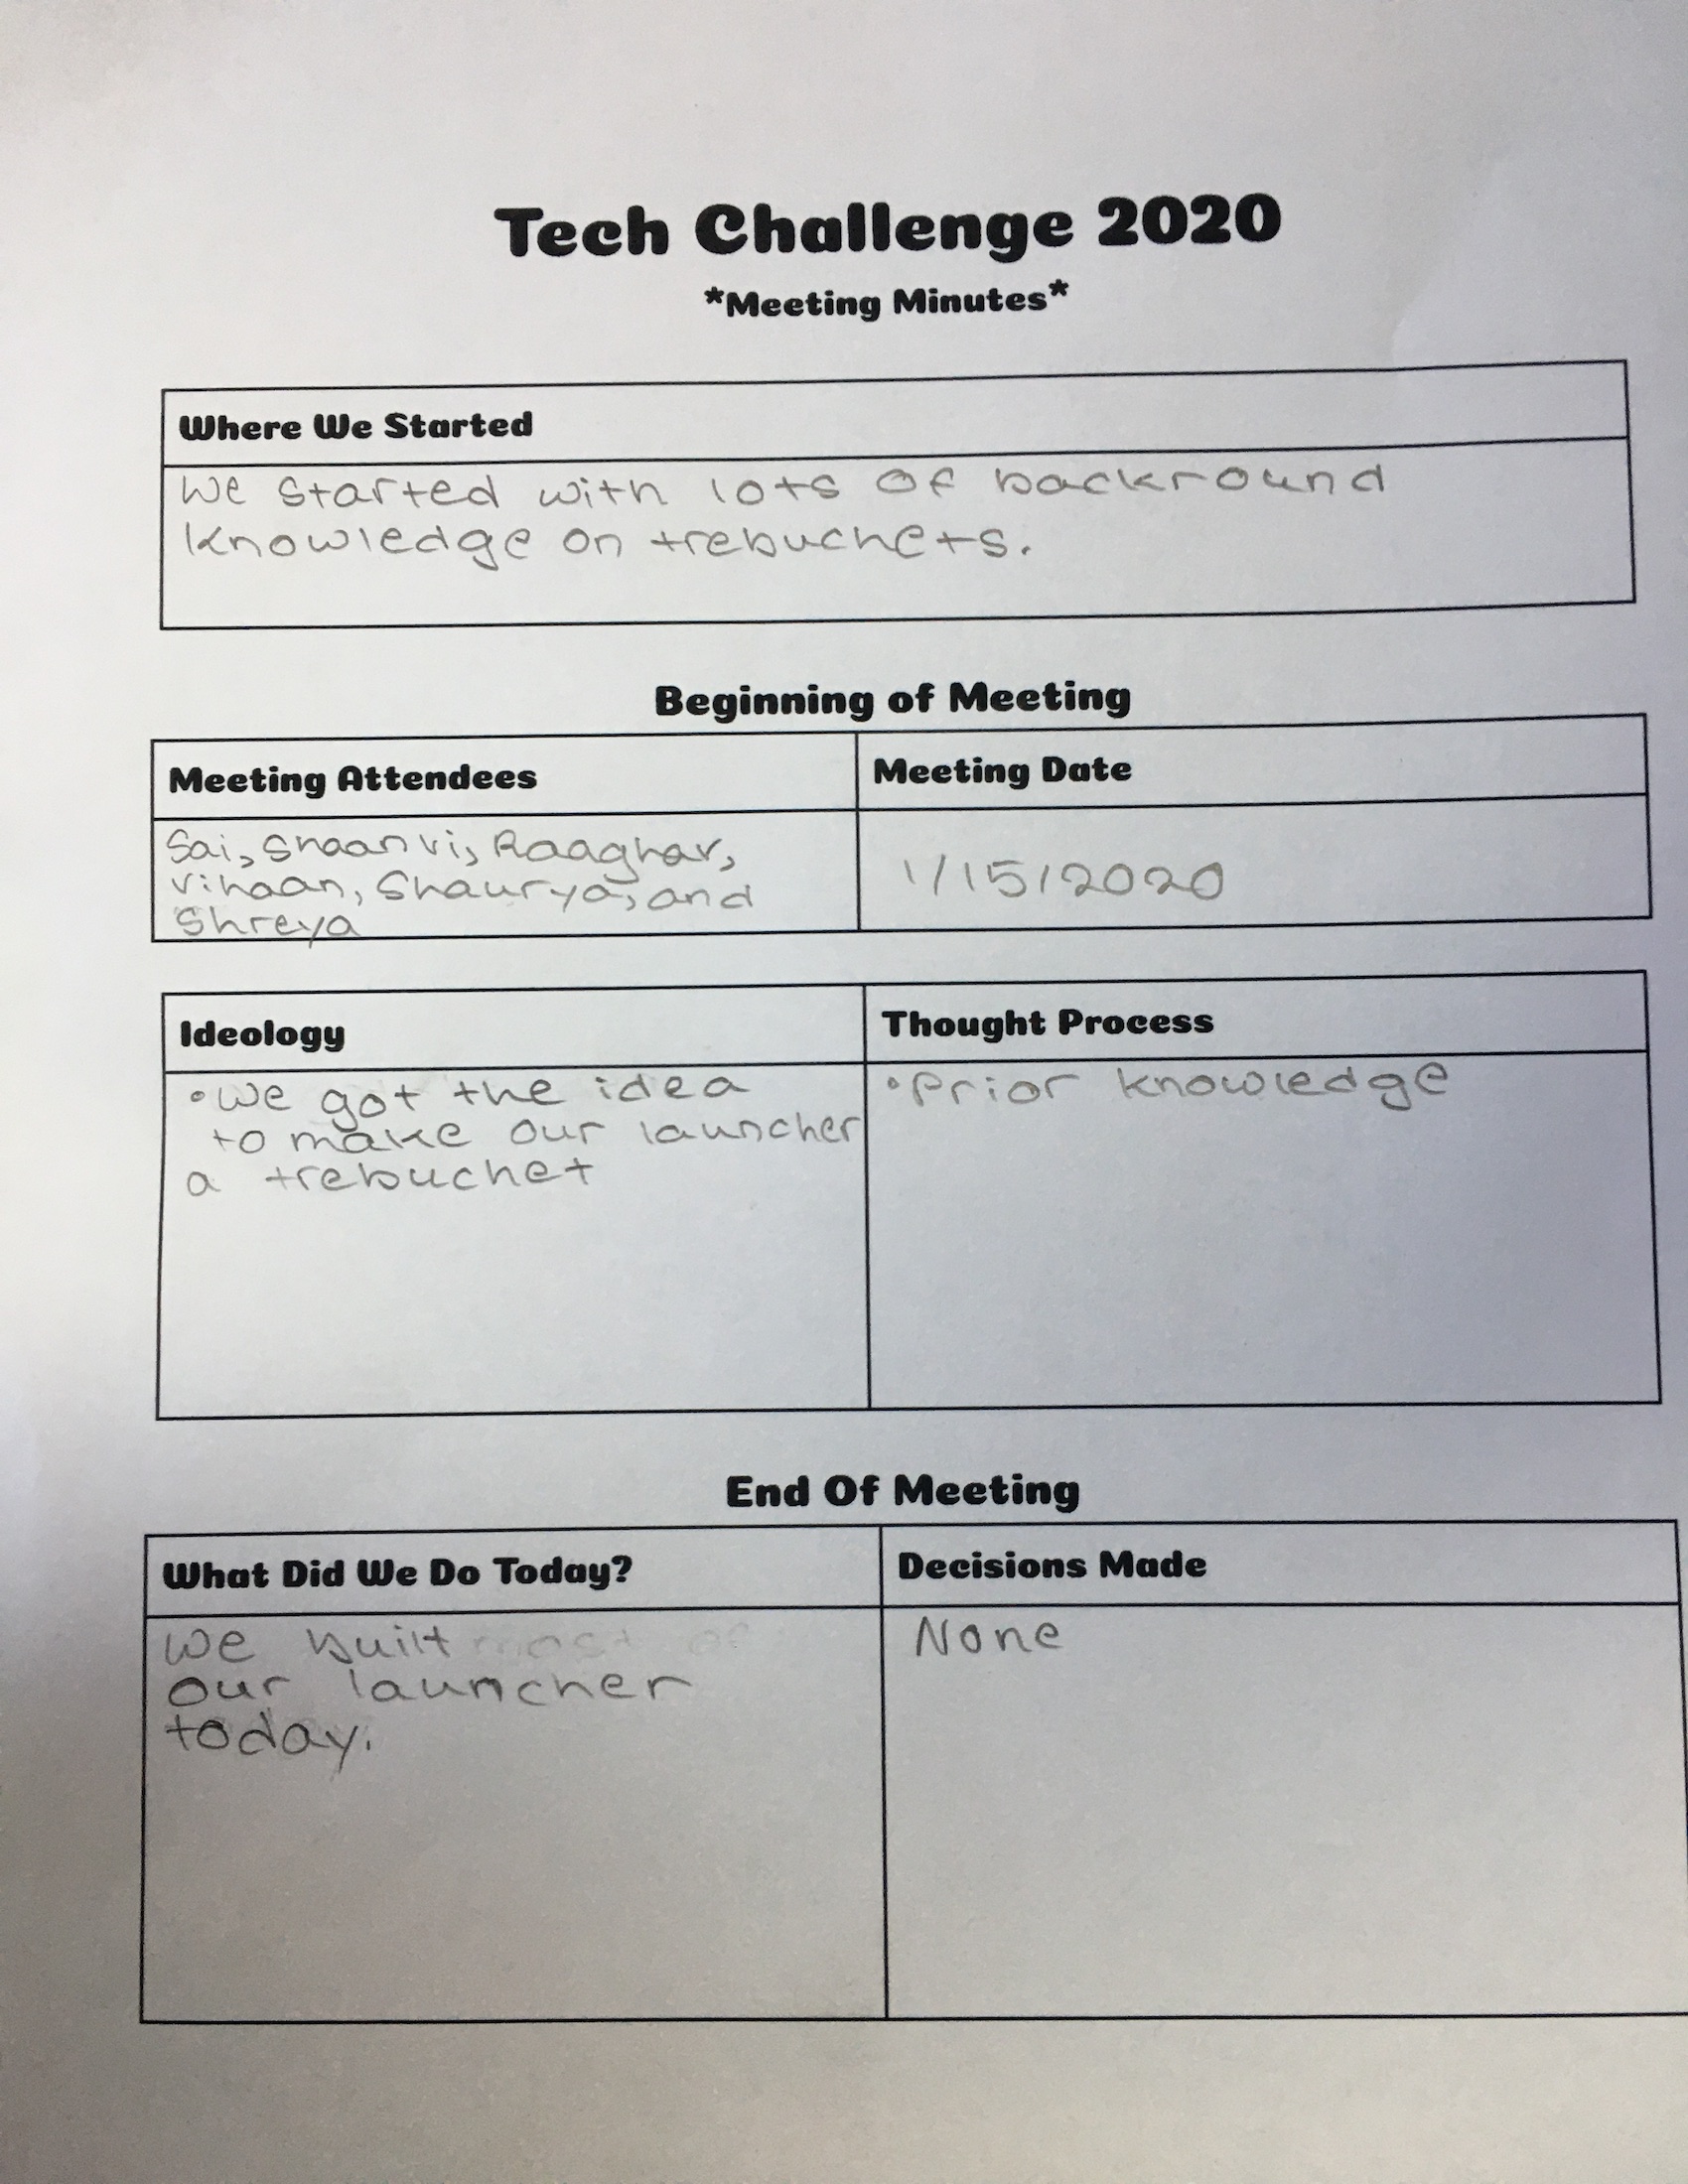 Tech Challenge 2020
*Meeting Minutes*
Where We Started
We started with lots of backround
knowledge on trebuchets.
Beginning of Meeting
Meeting Attendees
Meeting Date
Sai, Shaanvi, Raaghav,
Vihaan, Shaurya, and
Shreya
1/15/2020
Ideology
Thought Process
•We got the idea
to make our launcher
a trebuchet
•Prior knowledge
End Of Meeting
What Did We Do Today?
Decisions Made
We built most of
our launcher
today.
None